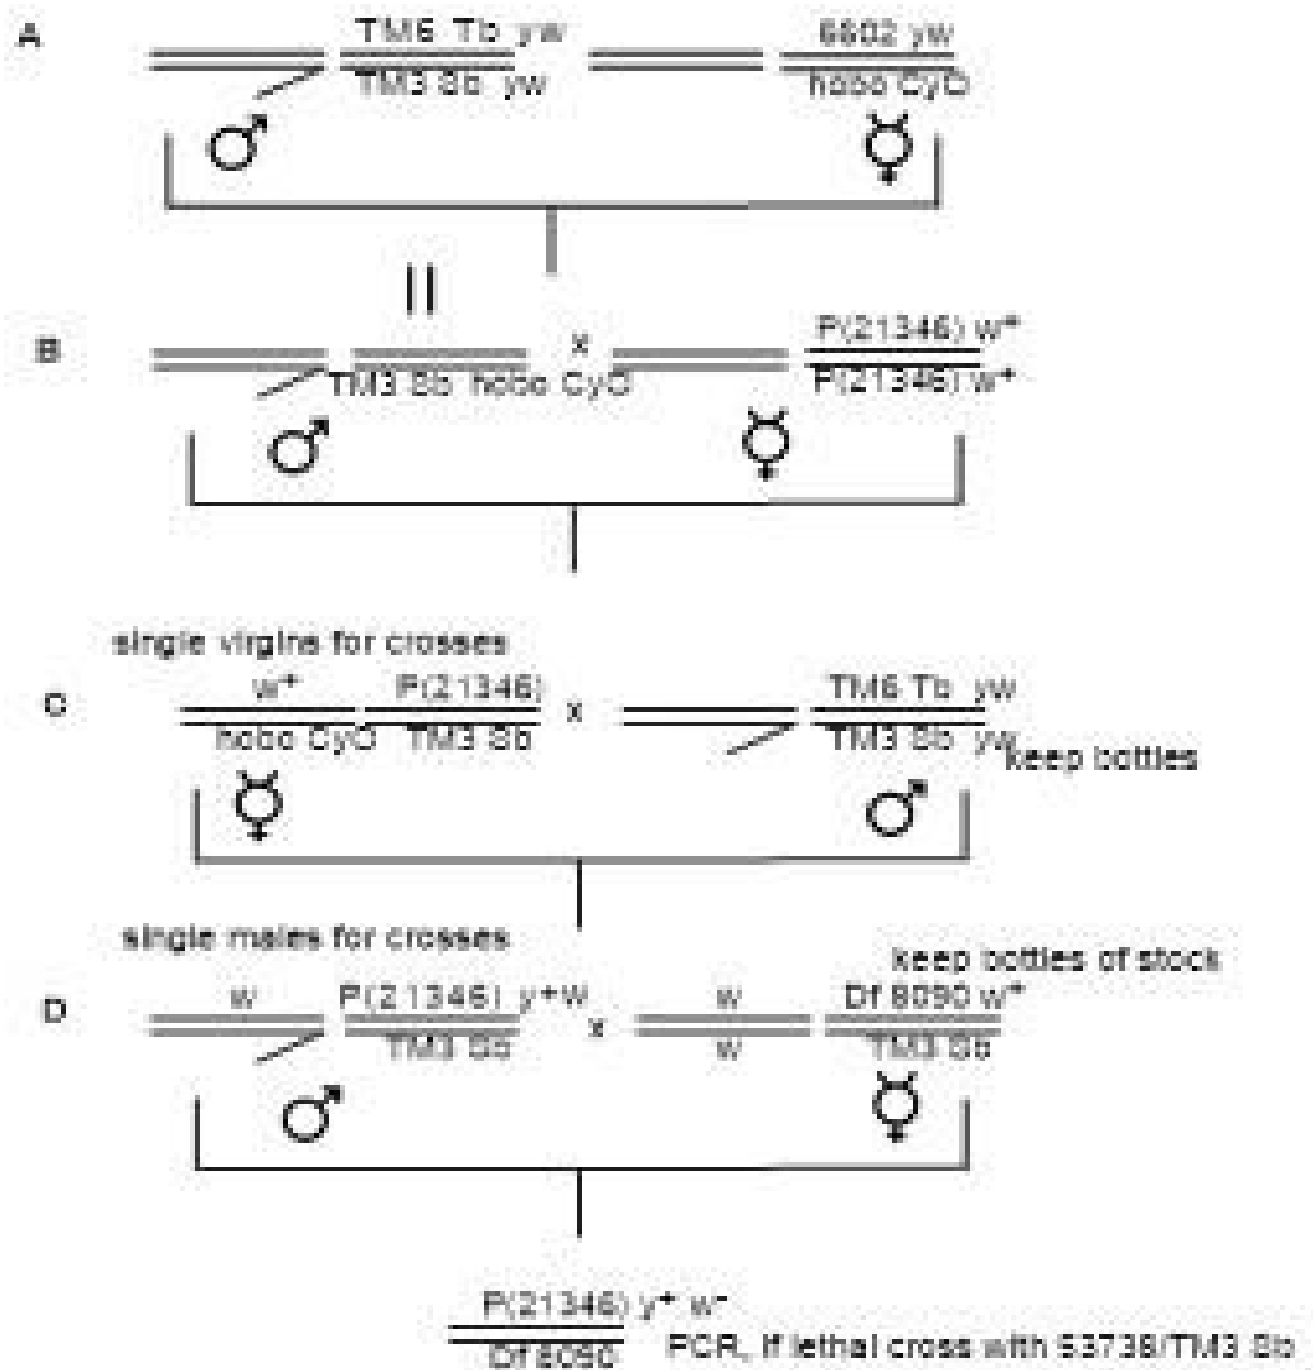 A
TM6 Tb yw
TM3 Sb yw
6802 yw
hobo CyO
B
x
TM3 Sb hobo CyO
P(21346) w+
P(21346) w+
single virgins for crosses
C
w+ P(21346)
hobo CyO TM3 Sb
x
TM6 Tb yw
TM3 Sb yw
keep bottles
single males for crosses
keep bottles of stock
D
w P(21346) y+w
TM3 Sb
x
w Df 8090 w+
w TM3 Sb
P(21346) y+ w-
Df 8090
PCR, if lethal cross with 53738/TM3 Sb